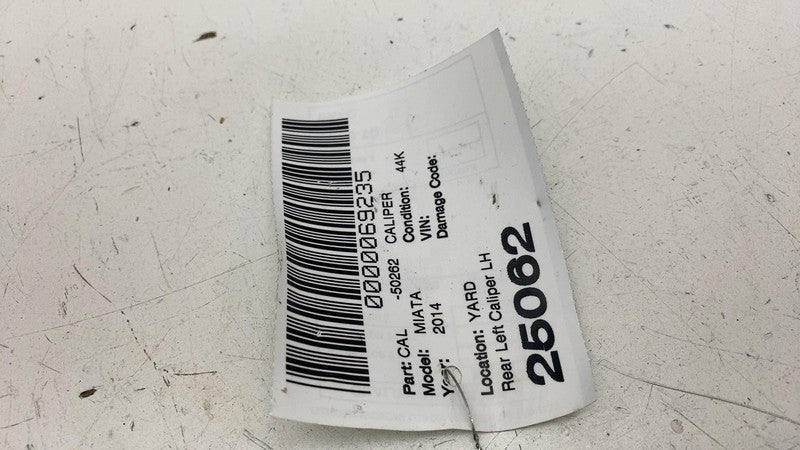 0000069235
Part: CAL -50262 CALIPER
Model: MIATA Condition: 44K
Year: 2014 VIN:
Damage Code:
Location: YARD
Rear Left Caliper LH
25062